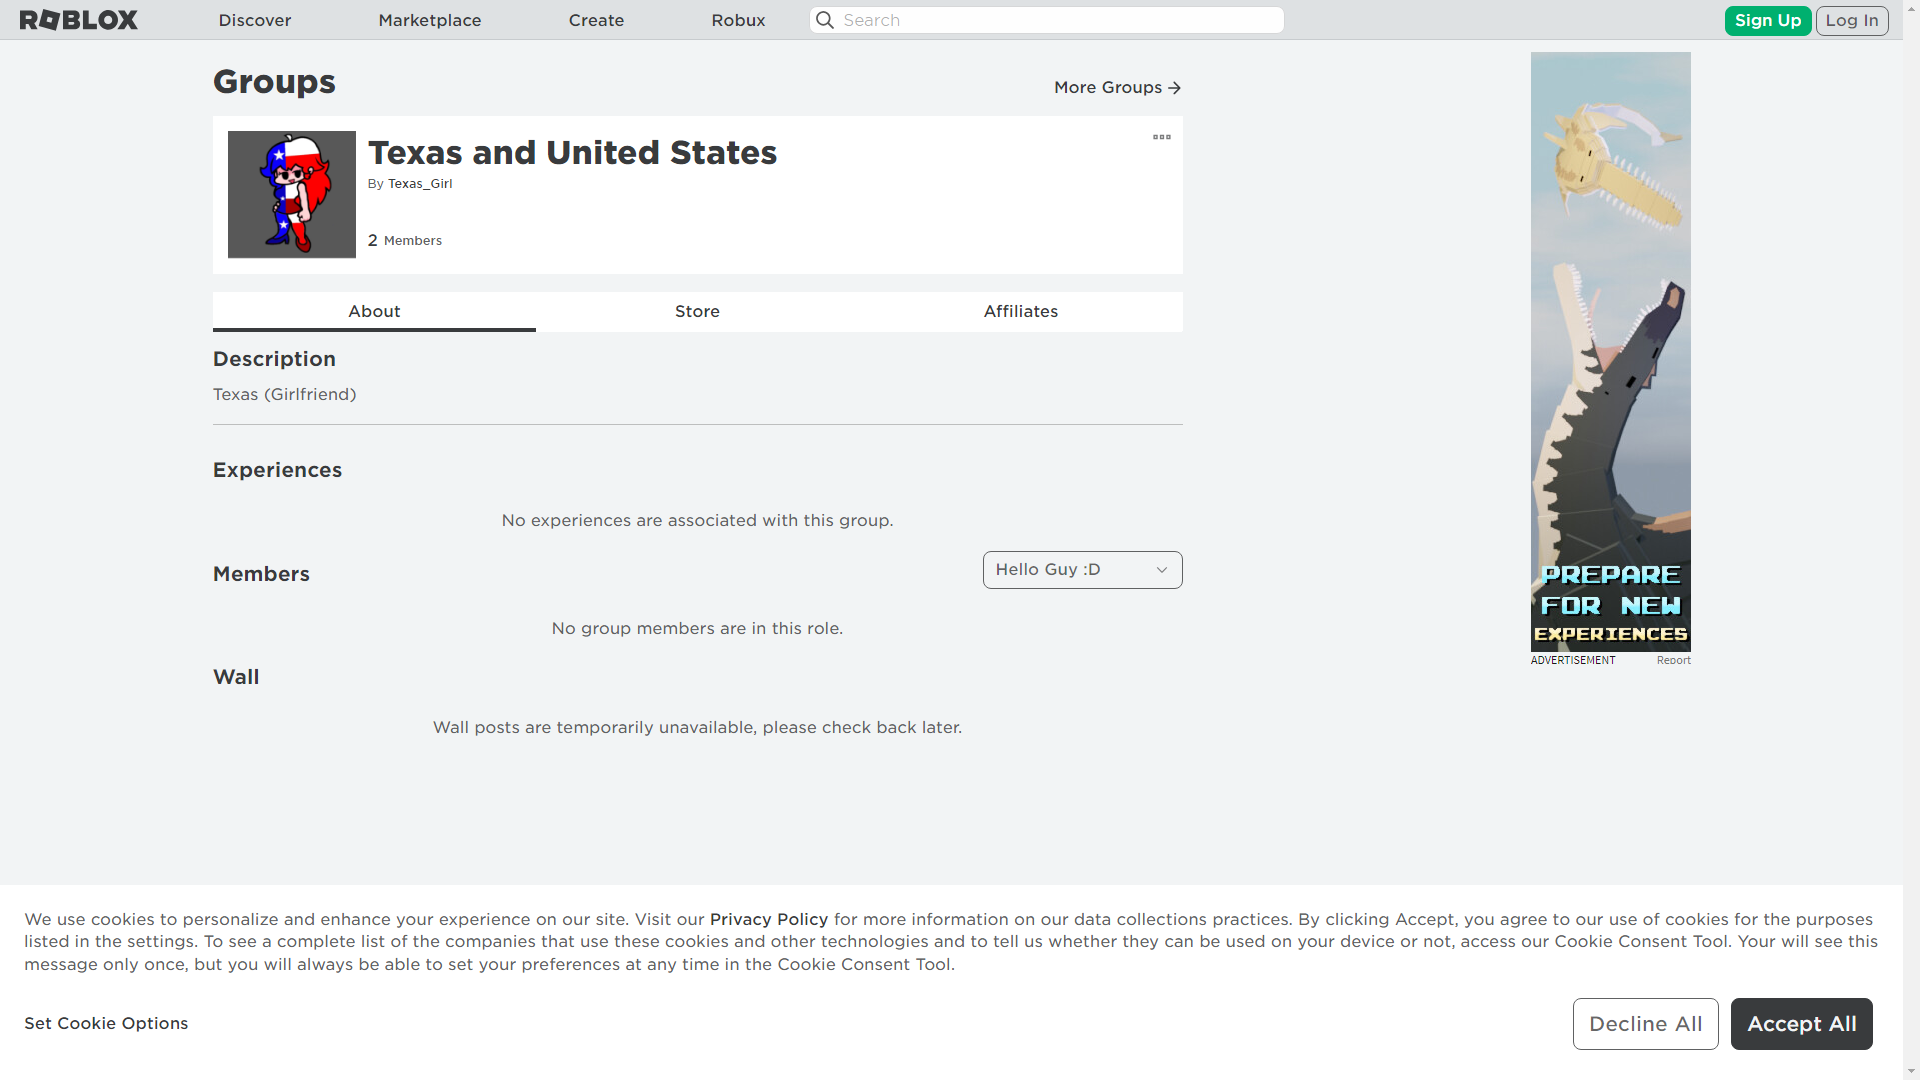 ROBLOX
Discover
Marketplace
Create
Robux
Search
Sign Up
Log In
Groups
More Groups
Texas and United States
By Texas_Girl
2 Members
About
Store
Affiliates
Description
Texas (Girlfriend)
Experiences
No experiences are associated with this group.
Members
Hello Guy :D
No group members are in this role.
Wall
Wall posts are temporarily unavailable, please check back later.
PREPARE
FOR NEW
EXPERIENCES
ADVERTISEMENT
Report
We use cookies to personalize and enhance your experience on our site. Visit our Privacy Policy for more information on our data collections practices. By clicking Accept, you agree to our use of cookies for the purposes
listed in the settings. To see a complete list of the companies that use these cookies and other technologies and to tell us whether they can be used on your device or not, access our Cookie Consent Tool. Your will see this
message only once, but you will always be able to set your preferences at any time in the Cookie Consent Tool.
Set Cookie Options
Decline All
Accept All